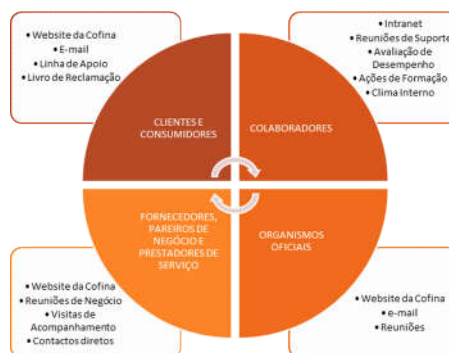 • Website da Cofina
• E-mail
• Linha de Apoio
• Livro de Reclamação
• Intranet
• Reuniões de Suporte
• Avaliação de
Desempenho
• Ações de Formação
• Clima Interno
CLIENTES E
CONSUMIDORES
COLABORADORES
FORNECEDORES,
PAREIROS DE
NEGÓCIO E
PRESTADORES DE
SERVIÇO
ORGANISMOS
OFICIAIS
• Website da Cofina
• Reuniões de Negócio
• Visitas de
Acompanhamento
• Contactos diretos
• Website da Cofina
• e-mail
• Reuniões